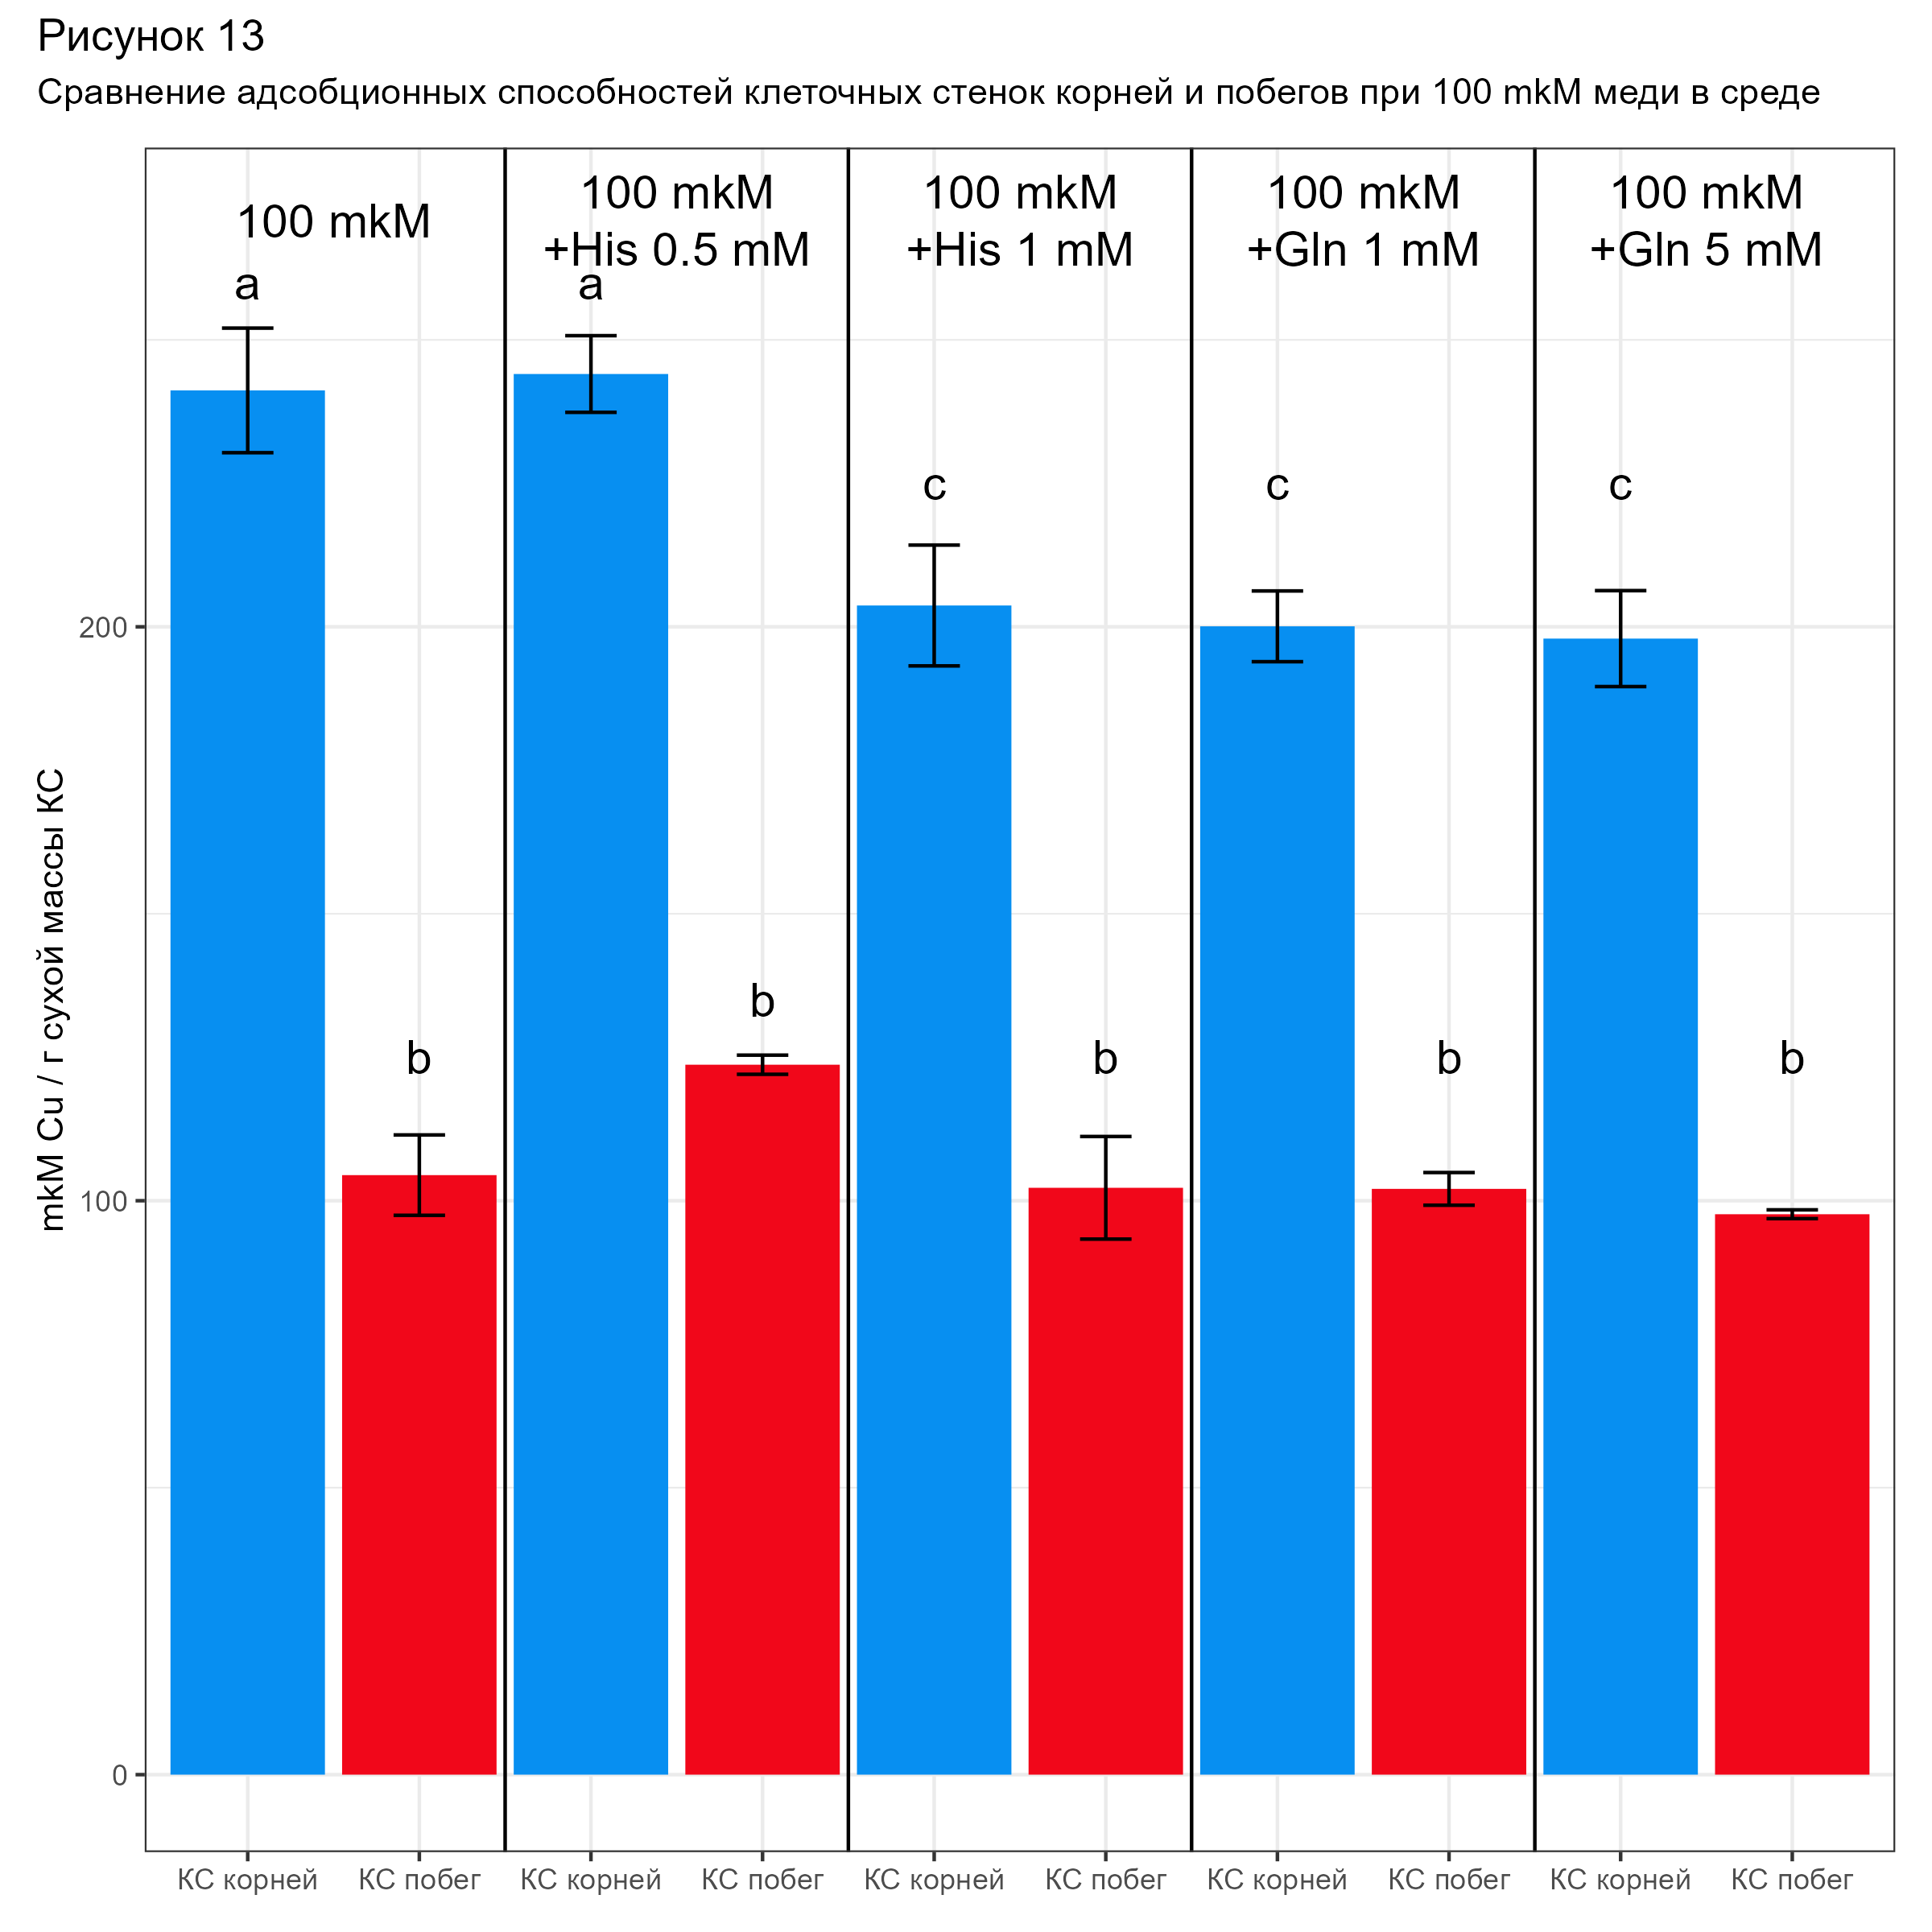 Рисунок 13
Сравнение адсобционных способностей клеточных стенок корней и побегов при 100 mkM меди в среде
100 mkM
100 mkM
+His 0.5 mM
100 mkM
+His 1 mM
100 mkM
+Gln 1 mM
100 mkM
+Gln 5 mM
a
a
c
c
c
b
b
b
b
b
200
100
0
mkM Cu / г сухой массы КС
КС корней
КС побег
КС корней
КС побег
КС корней
КС побег
КС корней
КС побег
КС корней
КС побег